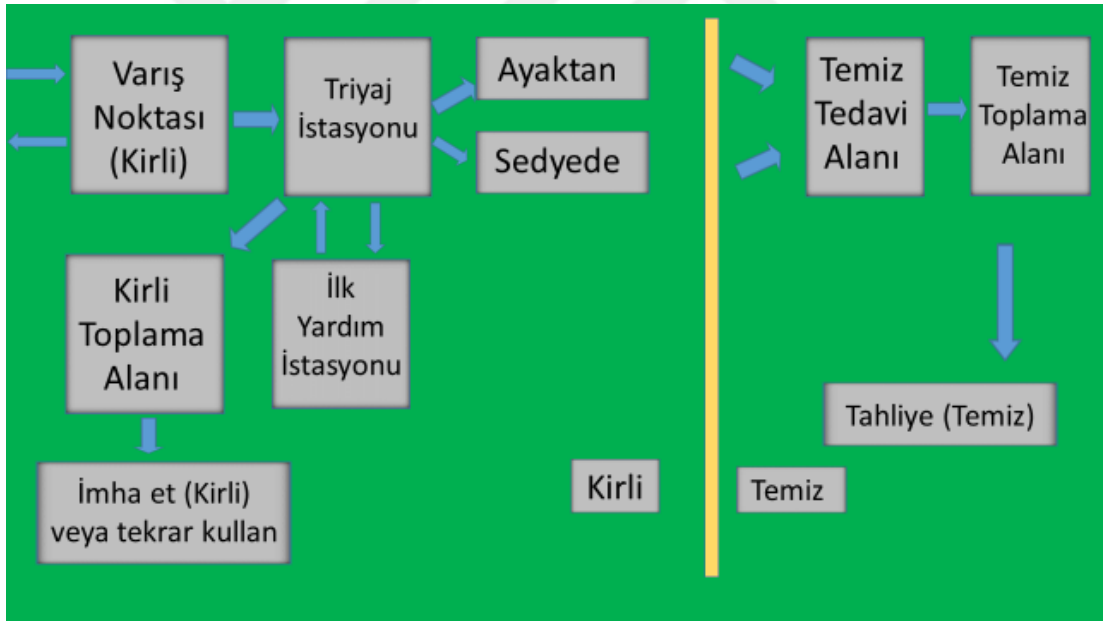 Varış
Noktası
(Kirli)
Triyaj
İstasyonu
Ayaktan
Sedyede
Kirli
Toplama
Alanı
İlk
Yardım
İstasyonu
İmha et (Kirli)
veya tekrar kullan
Kirli
Temiz
Tedavi
Alanı
Temiz
Toplama
Alanı
Tahliye (Temiz)
Temiz